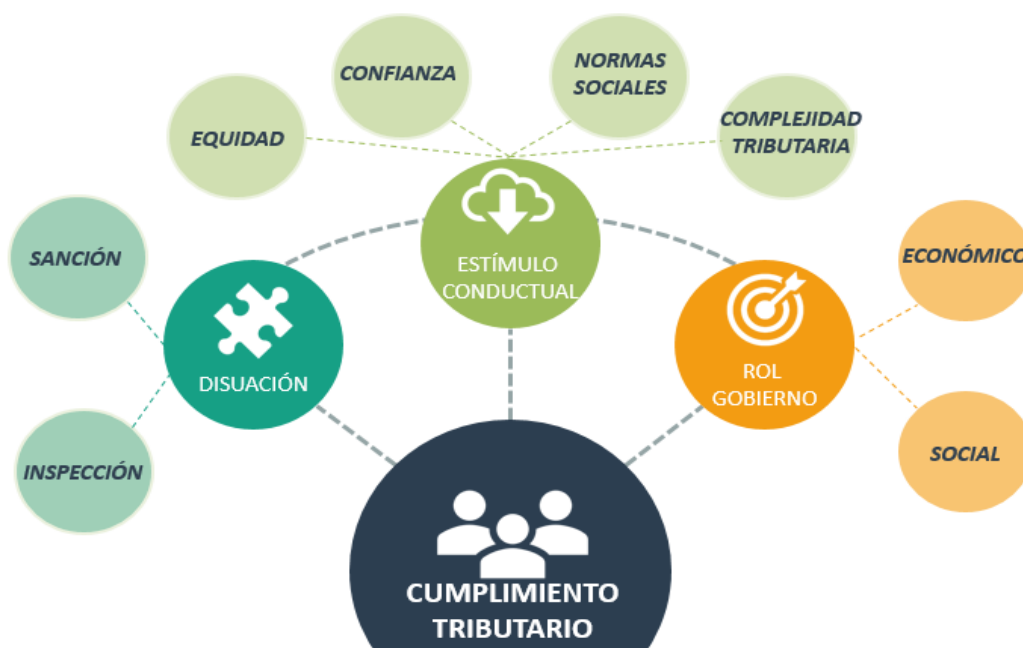 CONFIANZA
NORMAS
SOCIALES
EQUIDAD
COMPLEJIDAD
TRIBUTARIA
SANCIÓN
ESTÍMULO
CONDUCTUAL
ECONÓMICO
DISUACIÓN
ROL
GOBIERNO
INSPECCIÓN
SOCIAL
CUMPLIMIENTO
TRIBUTARIO